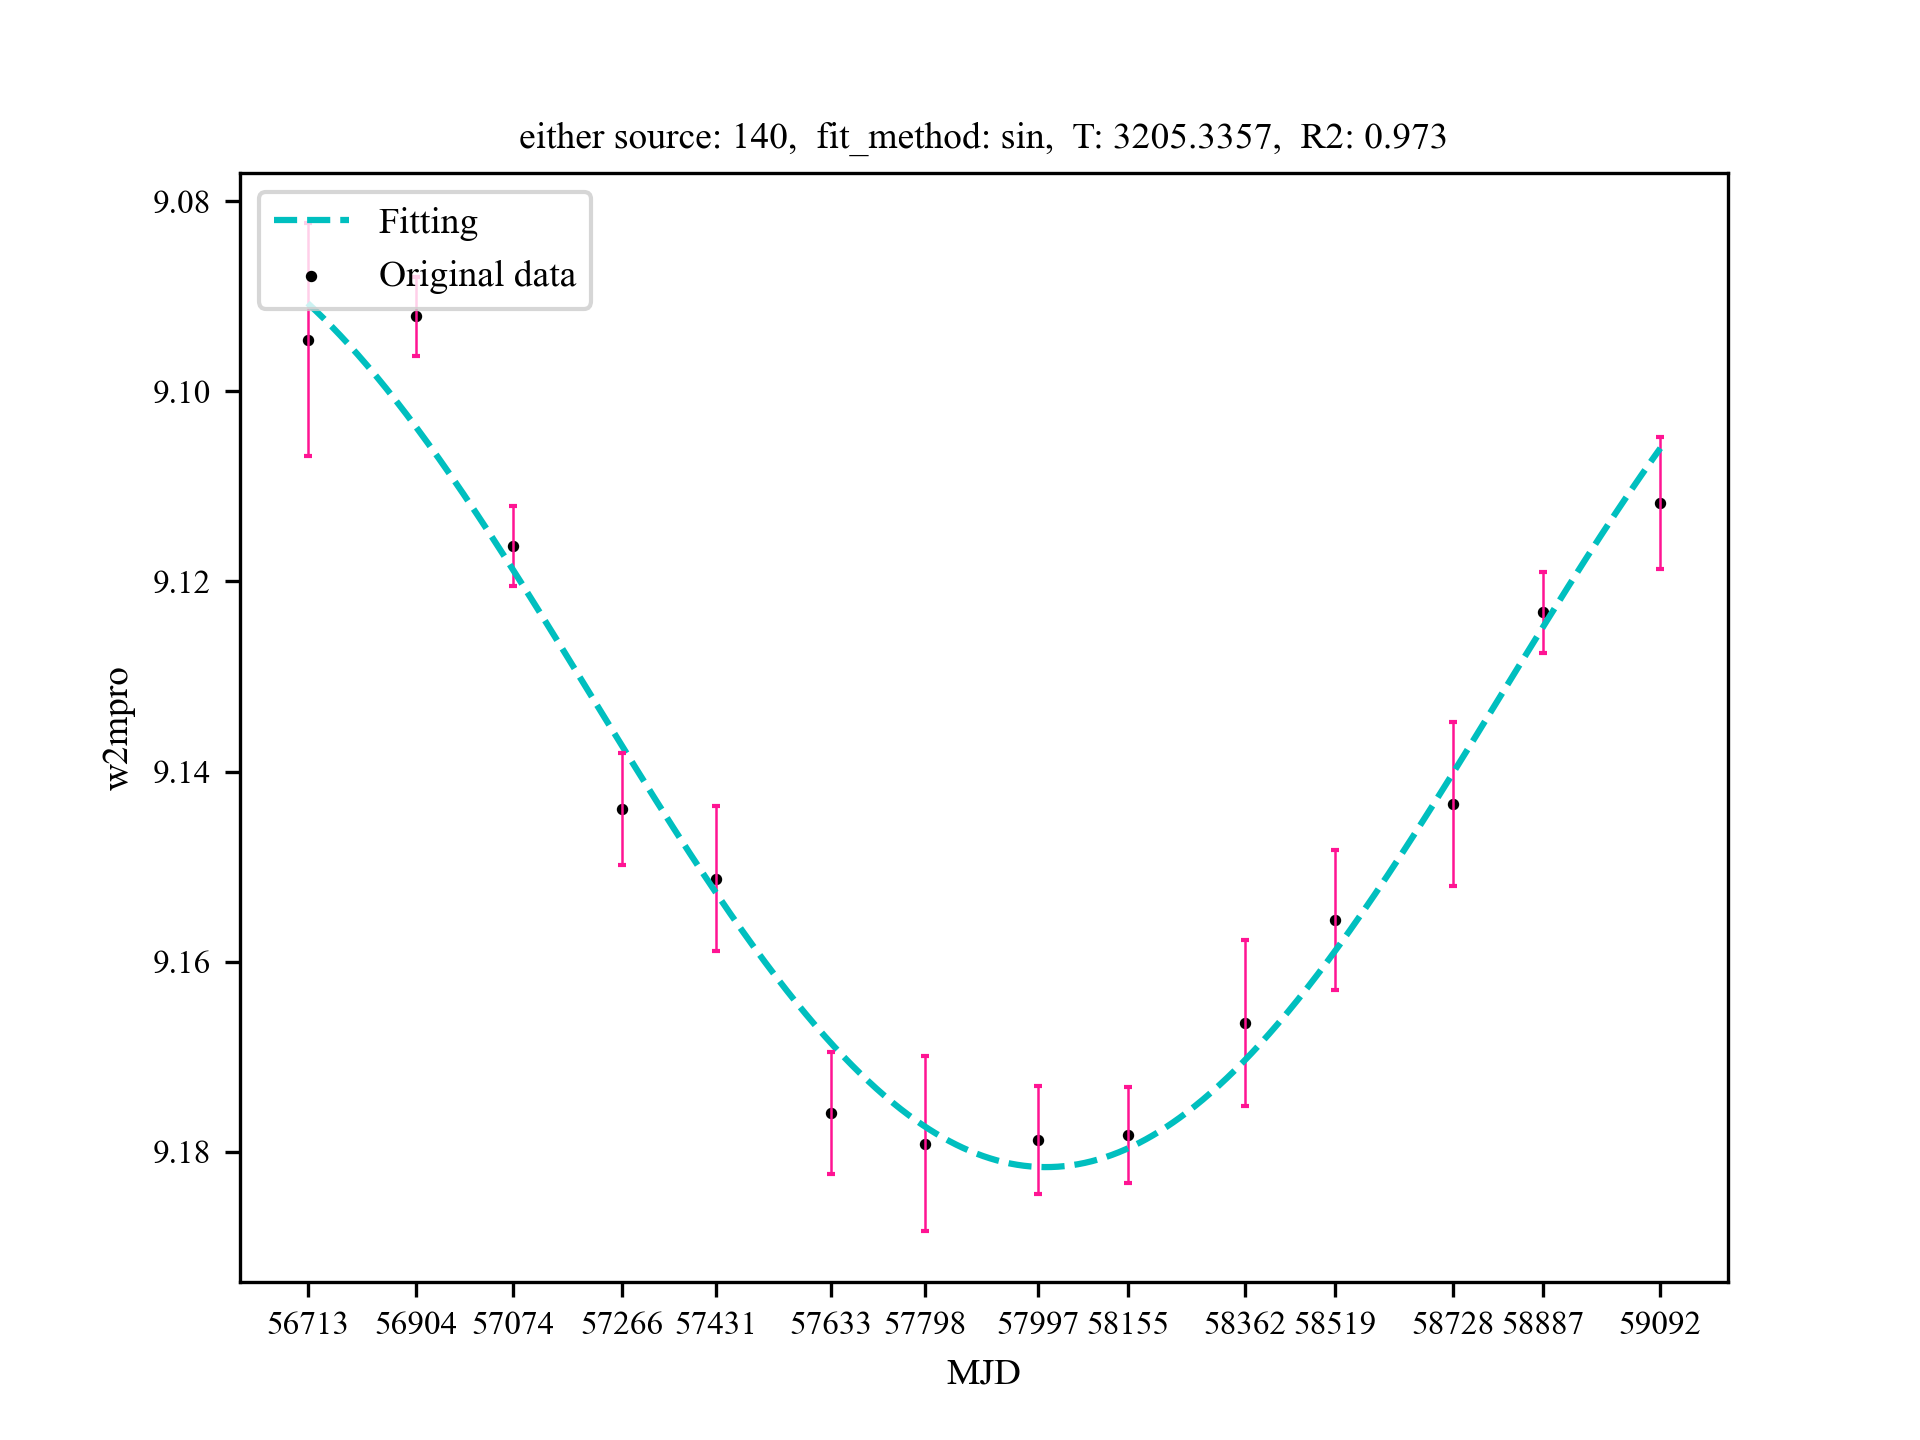 either source: 140,  fit_method: sin,  T: 3205.3357,  R2: 0.973
Fitting
Original data
9.08
9.10
9.12
9.14
9.16
9.18
w2mpro
56713 56904 57074 57266 57431 57633 57798 57997 58155 58362 58519 58728 58887 59092
MJD